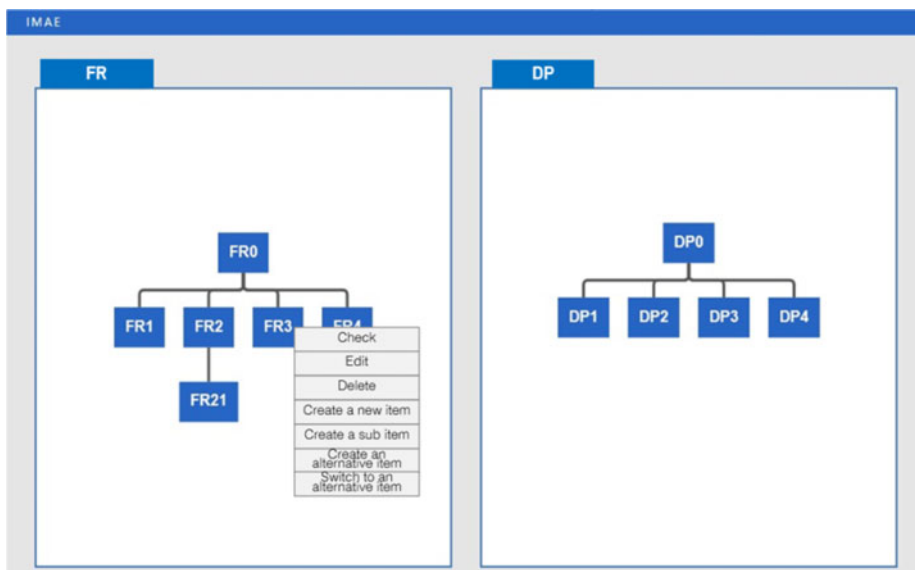 IMAE
FR
DP
FR0
DP0
FR1 FR2 FR3 FR4
DP1 DP2 DP3 DP4
FR21
Check
Edit
Delete
Create a new item
Create a sub item
Create an
alternative item
Switch to an
alternative item